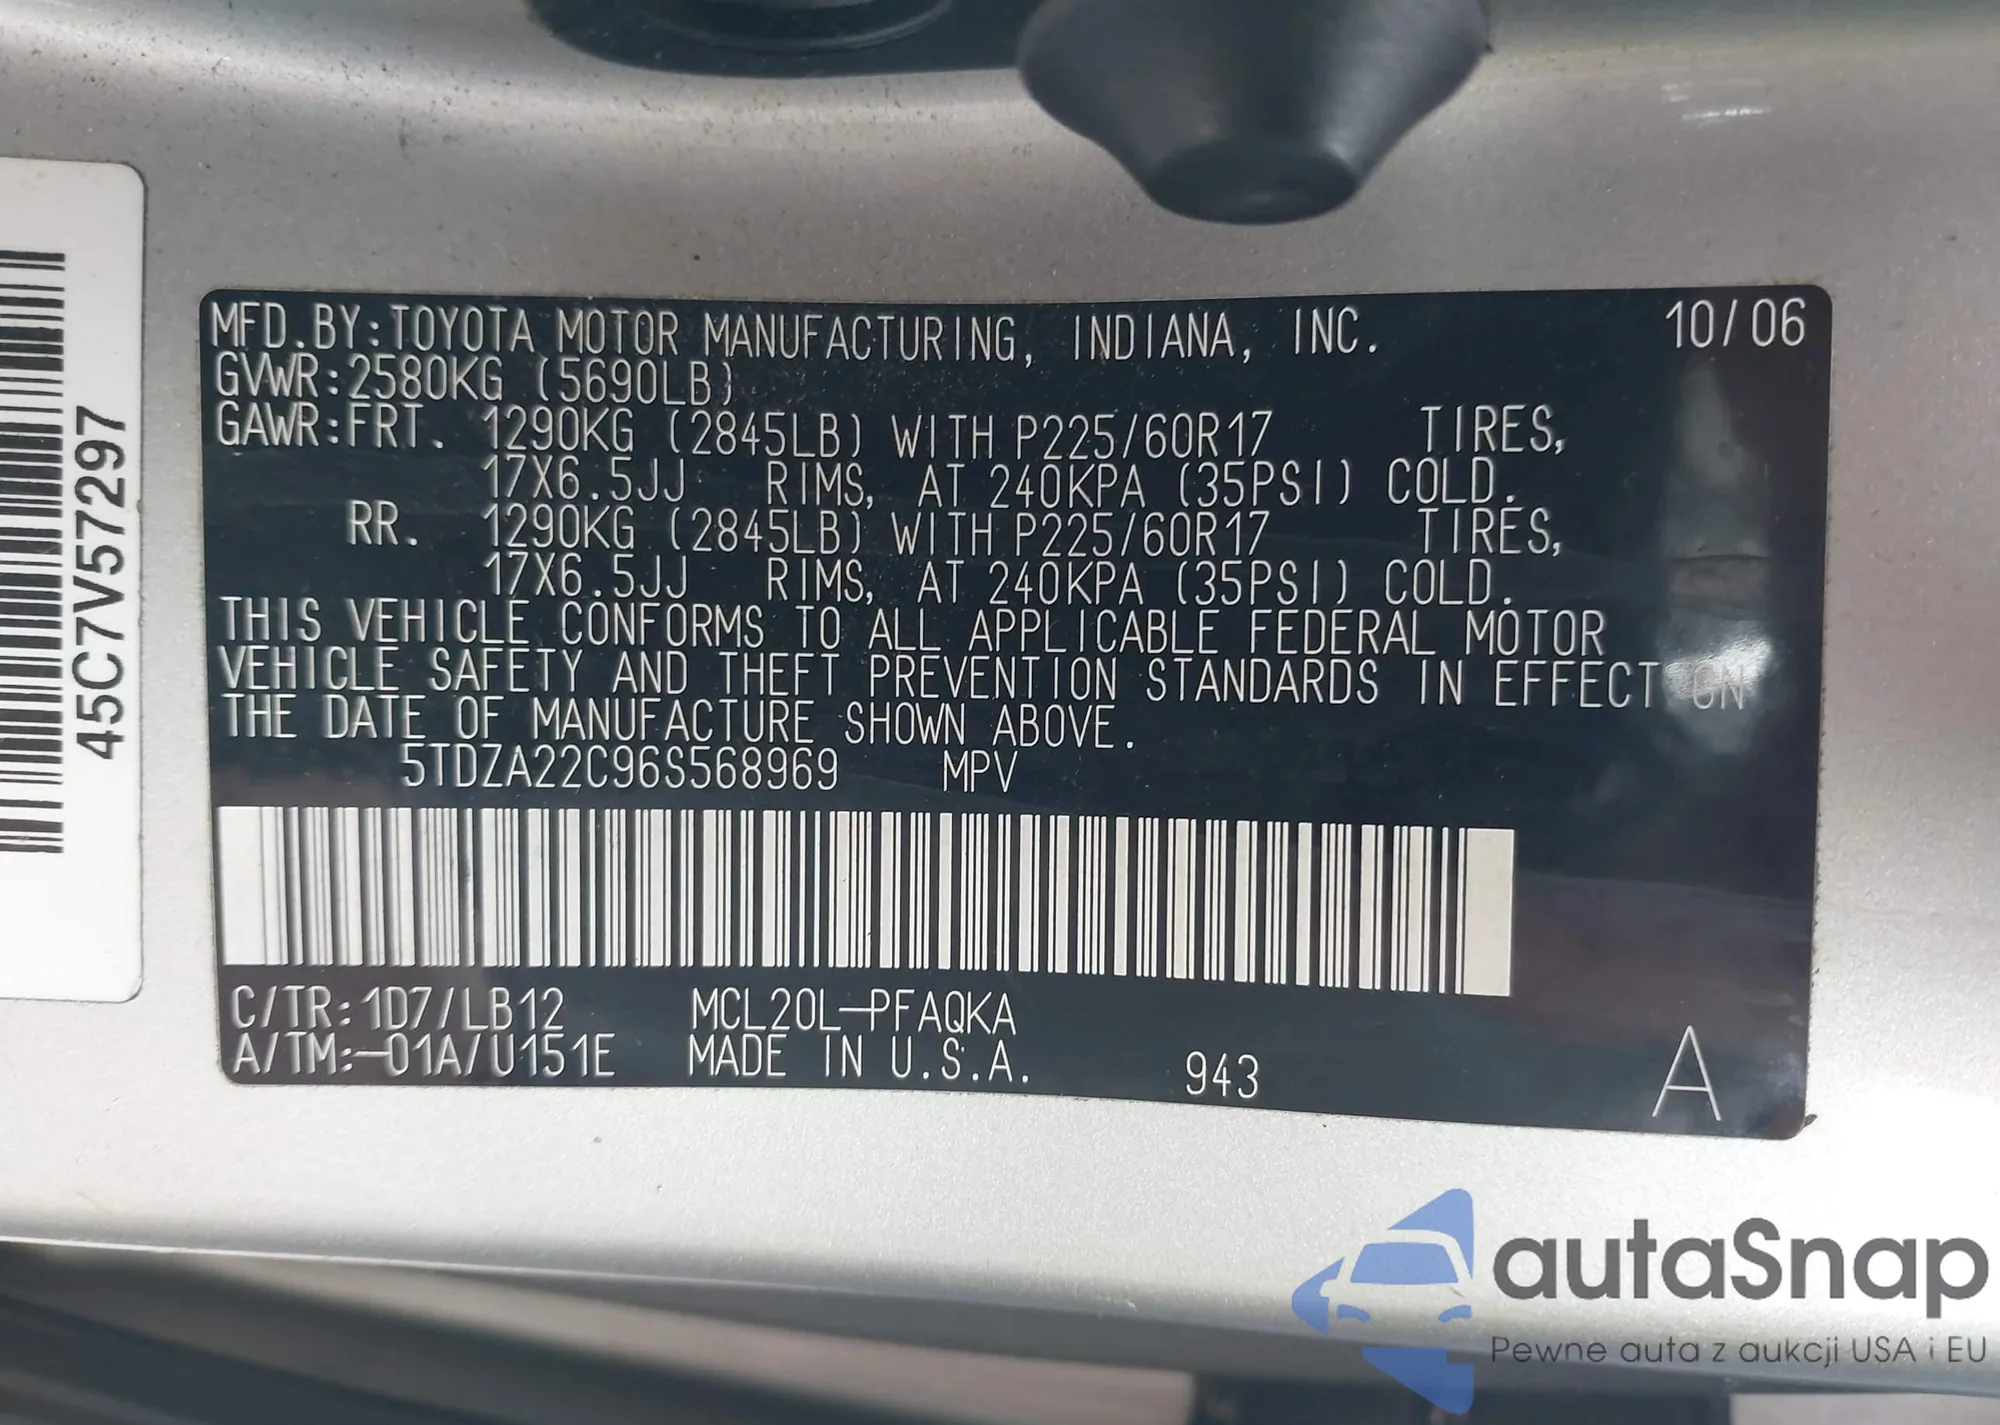 45C7V57297
MFD.BY:TOYOTA MOTOR MANUFACTURING, INDIANA, INC. 10/06
GVWR:2580KG (5690LB)
GAWR:FRT. 1290KG (2845LB) WITH P225/60R17 TIRES,
17X6.5JJ RIMS, AT 240KPA (35PSI) COLD.
RR. 1290KG (2845LB) WITH P225/60R17 TIRES,
17X6.5JJ RIMS, AT 240KPA (35PSI) COLD.
THIS VEHICLE CONFORMS TO ALL APPLICABLE FEDERAL MOTOR
VEHICLE SAFETY AND THEFT PREVENTION STANDARDS IN EFFECT ON
THE DATE OF MANUFACTURE SHOWN ABOVE.
5TDZA22C96S568969 MPV
C/TR:1D7/LB12 MCL20L-PFAQKA
A/TM:-01A/U151E MADE IN U.S.A. 943 A
autaSnap
Pewne auta z aukcji USA i EU